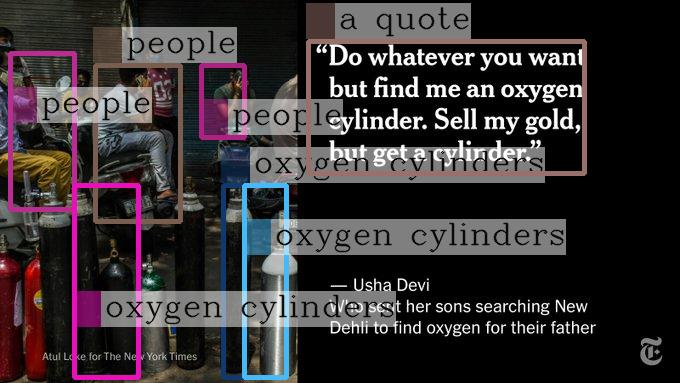 a quote
people
people
people
"Do whatever you want
but find me an oxygen
cylinder. Sell my gold,
but get a cylinder."
oxygen cylinders
oxygen cylinders
oxygen cylinders
— Usha Devi
Who sent her sons searching New
Dehli to find oxygen for their father
Atul Loke for The New York Times
T